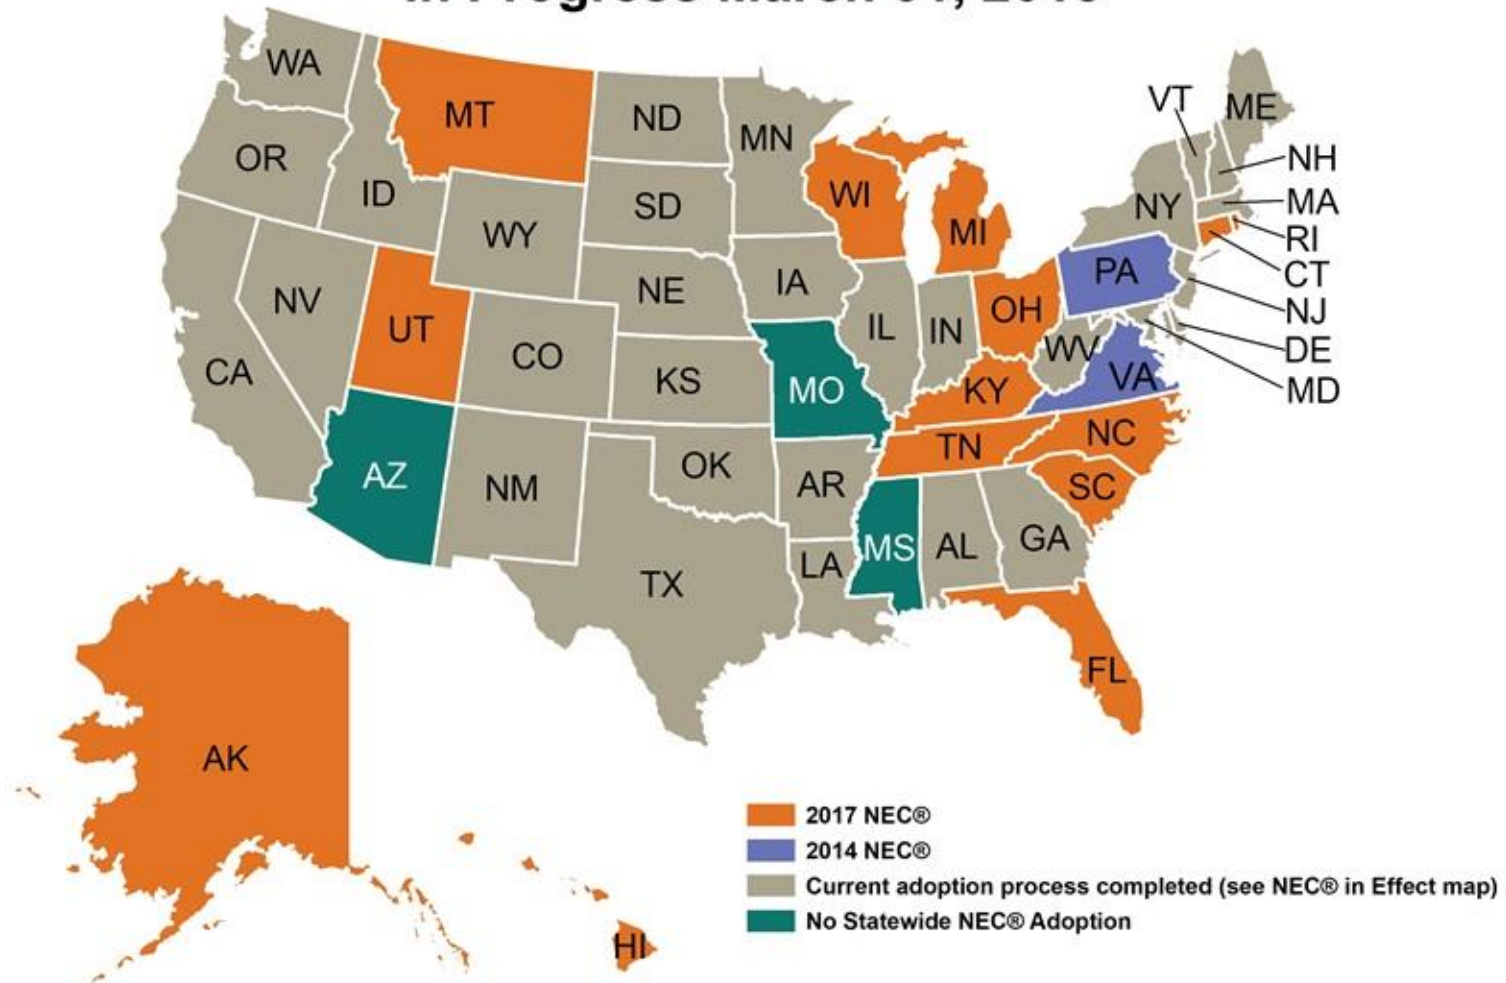 In Progress March
WA
MT
ND
MN
VT
ME
OR
ID
SD
WI
NH
WY
MI
NY
MA
RI
CT
NV
UT
NE
IA
PA
NJ
CA
CO
IL
IN
OH
WV
DE
KS
MO
KY
VA
MD
AZ
NM
OK
AR
TN
NC
SC
TX
LA
MS
AL
GA
FL
AK
HI
2017 NEC®
2014 NEC®
Current adoption process completed (see NEC® in Effect map)
No Statewide NEC® Adoption